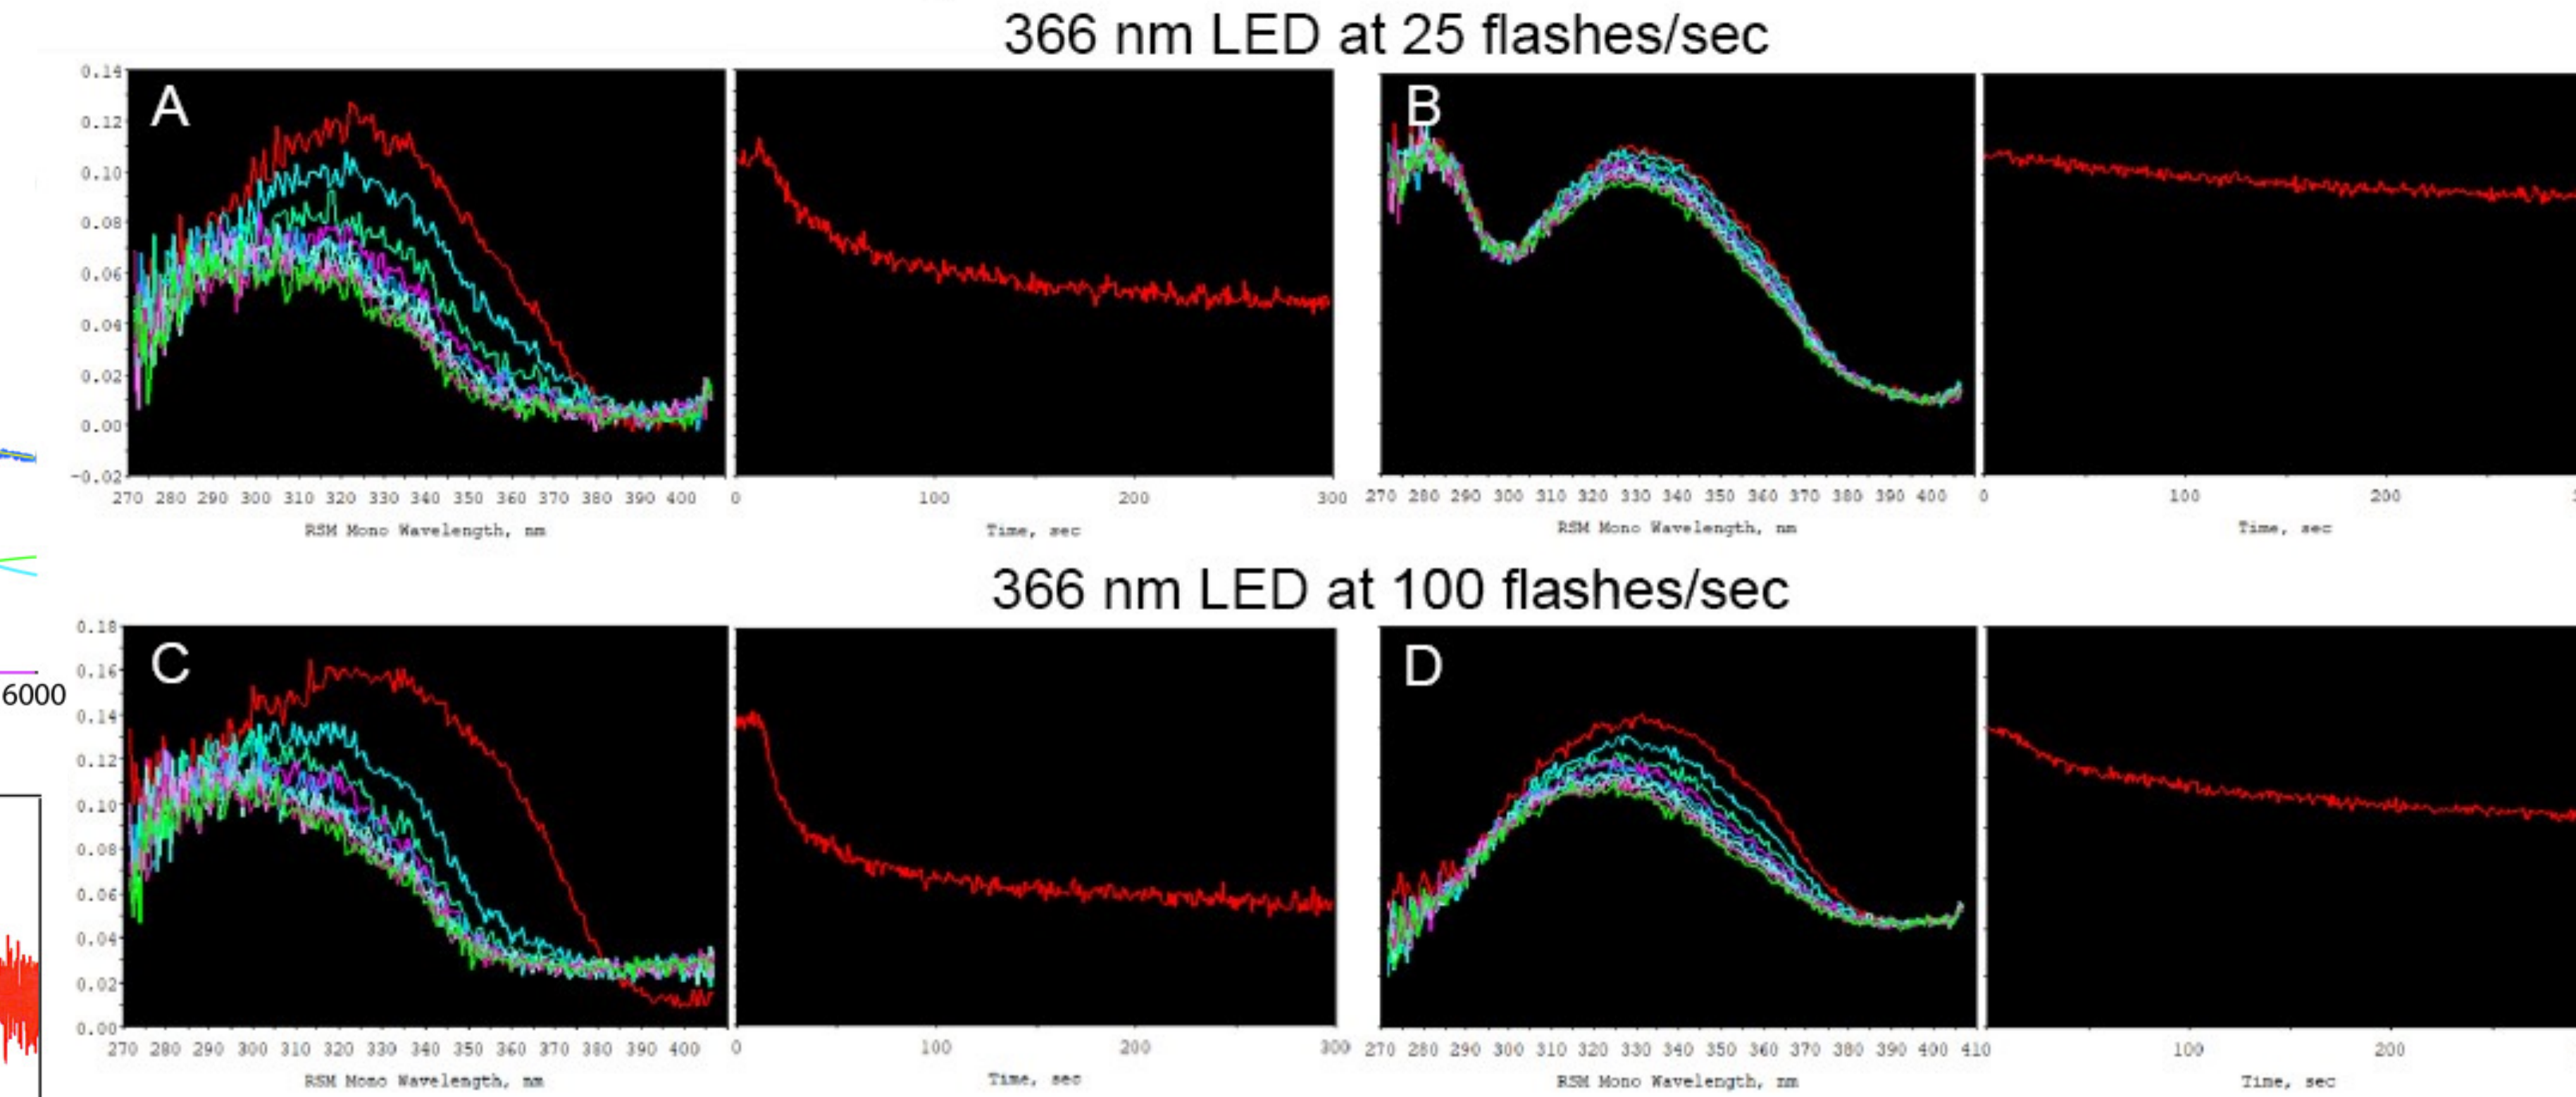 366 nm LED at 25 flashes/sec
A
B
0.14
0.12
0.10
0.08
0.06
0.04
0.02
0.00
-0.02
270 280 290 300 310 320 330 340 350 360 370 380 390 400
0 100 200 300
270 280 290 300 310 320 330 340 350 360 370 380 390 400
0 100 200
RSM Mono Wavelength, nm
Time, sec
RSM Mono Wavelength, nm
Time, sec
366 nm LED at 100 flashes/sec
C
D
6000
0.18
0.16
0.14
0.12
0.10
0.08
0.06
0.04
0.02
0.00
270 280 290 300 310 320 330 340 350 360 370 380 390 400
0 100 200 300
270 280 290 300 310 320 330 340 350 360 370 380 390 400 410
100 200
RSM Mono Wavelength, nm
Time, sec
RSM Mono Wavelength, nm
Time, sec